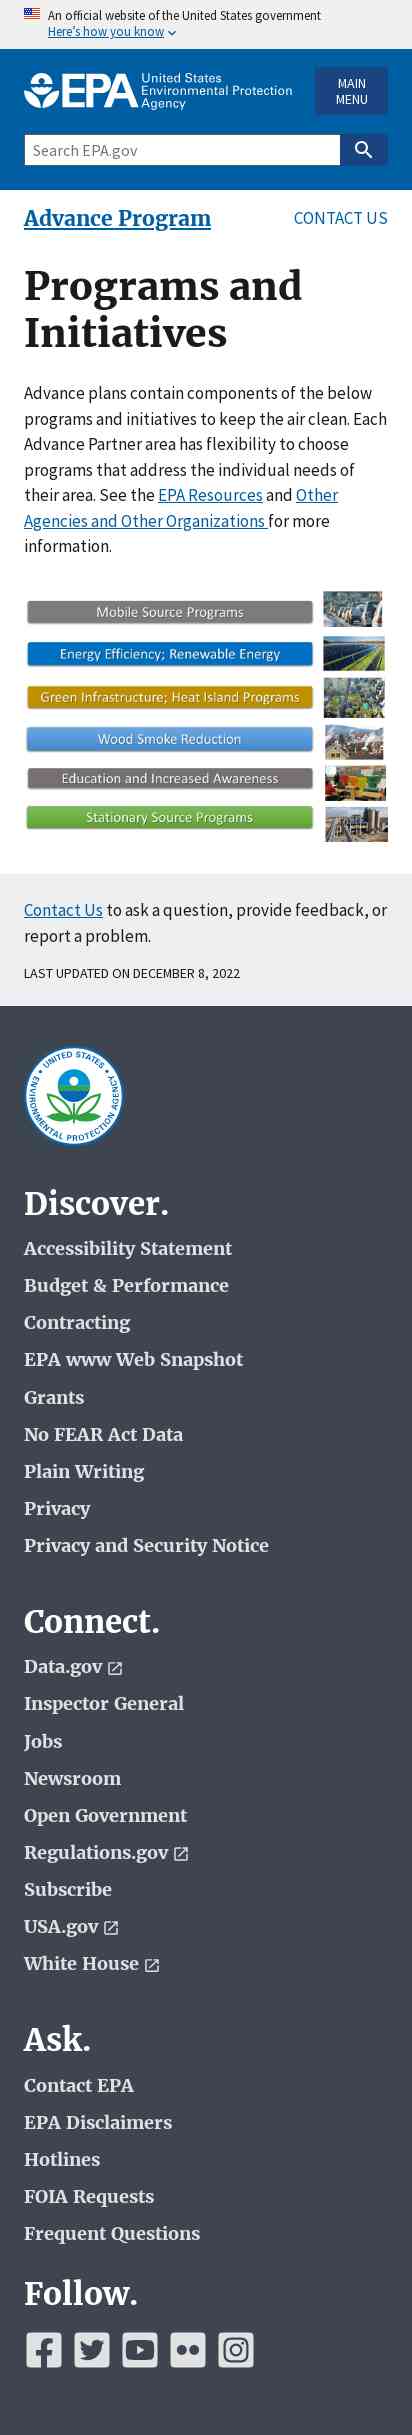 An official website of the United States government
Here's how you know
EPA United States
Environmental Protection
Agency
MAIN
MENU
Search EPA.gov
Advance Program
CONTACT US
Programs and
Initiatives
Advance plans contain components of the below
programs and initiatives to keep the air clean. Each
Advance Partner area has flexibility to choose
programs that address the individual needs of
their area. See the EPA Resources and Other
Agencies and Other Organizations for more
information.
Mobile Source Programs
Energy Efficiency; Renewable Energy
Green Infrastructure; Heat Island Programs
Wood Smoke Reduction
Education and Increased Awareness
Stationary Source Programs
Contact Us to ask a question, provide feedback, or
report a problem.
LAST UPDATED ON DECEMBER 8, 2022
UNITED STATES
ENVIRONMENTAL PROTECTION AGENCY
Discover.
Accessibility Statement
Budget & Performance
Contracting
EPA www Web Snapshot
Grants
No FEAR Act Data
Plain Writing
Privacy
Privacy and Security Notice
Connect.
Data.gov
Inspector General
Jobs
Newsroom
Open Government
Regulations.gov
Subscribe
USA.gov
White House
Ask.
Contact EPA
EPA Disclaimers
Hotlines
FOIA Requests
Frequent Questions
Follow.